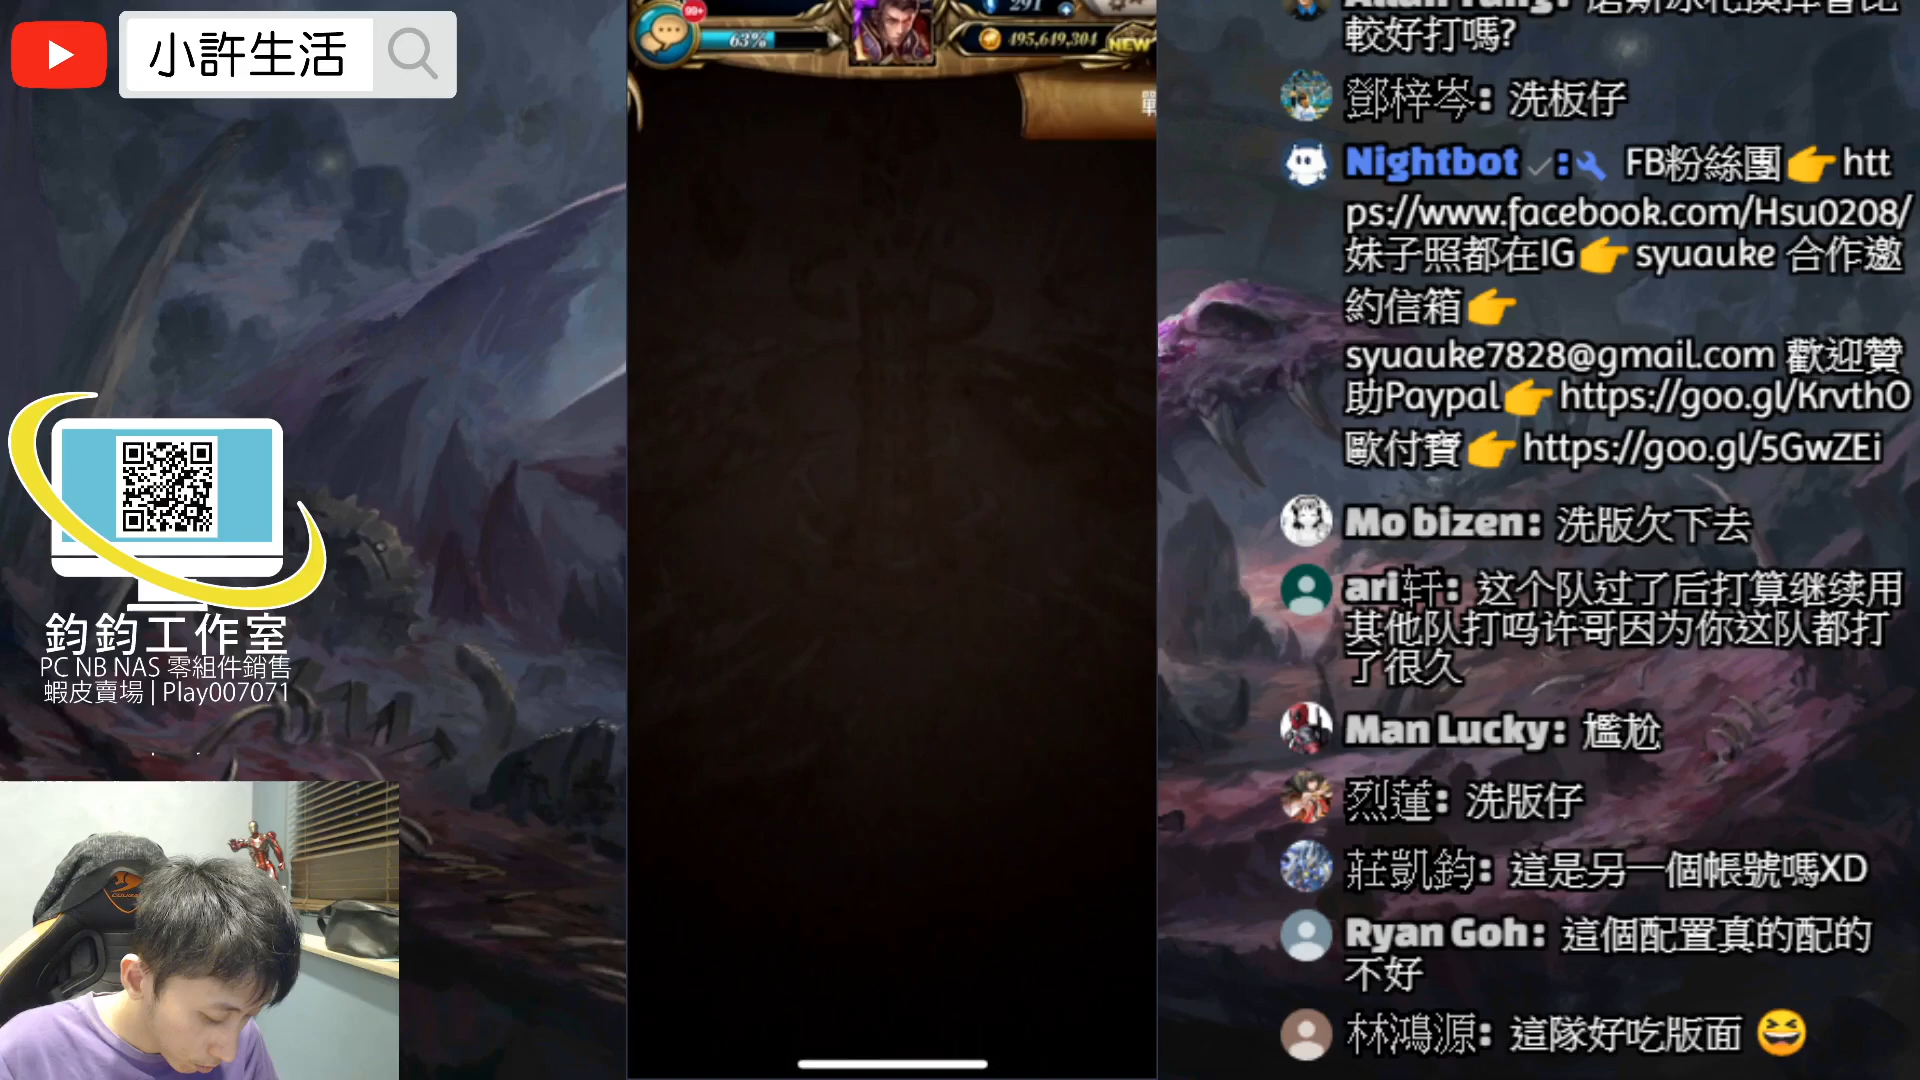 小許生活
鈞鈞工作室
PC NB NAS 零組件銷售
蝦皮賣場 | Play007071
99+
63%
291
495,619,304
NEW
較好打嗎?
鄧梓岑: 洗板仔
Nightbot ✓:🔧 FB粉絲團👉htt
ps://www.facebook.com/Hsu0208/
妹子照都在IG👉syuauke 合作邀
約信箱👉
syuauke7828@gmail.com 歡迎贊
助Paypal👉https://goo.gl/KrvthO
歐付寶👉https://goo.gl/5GwZEi
Mo bizen: 洗版欠下去
ari轩: 这个队过了后打算继续用
其他队打吗许哥因为你这队都打
了很久
Man Lucky: 尷尬
烈蓮: 洗版仔
莊凱鈞: 這是另一個帳號嗎XD
Ryan Goh: 這個配置真的配的
不好
林鴻源: 這隊好吃版面 😆